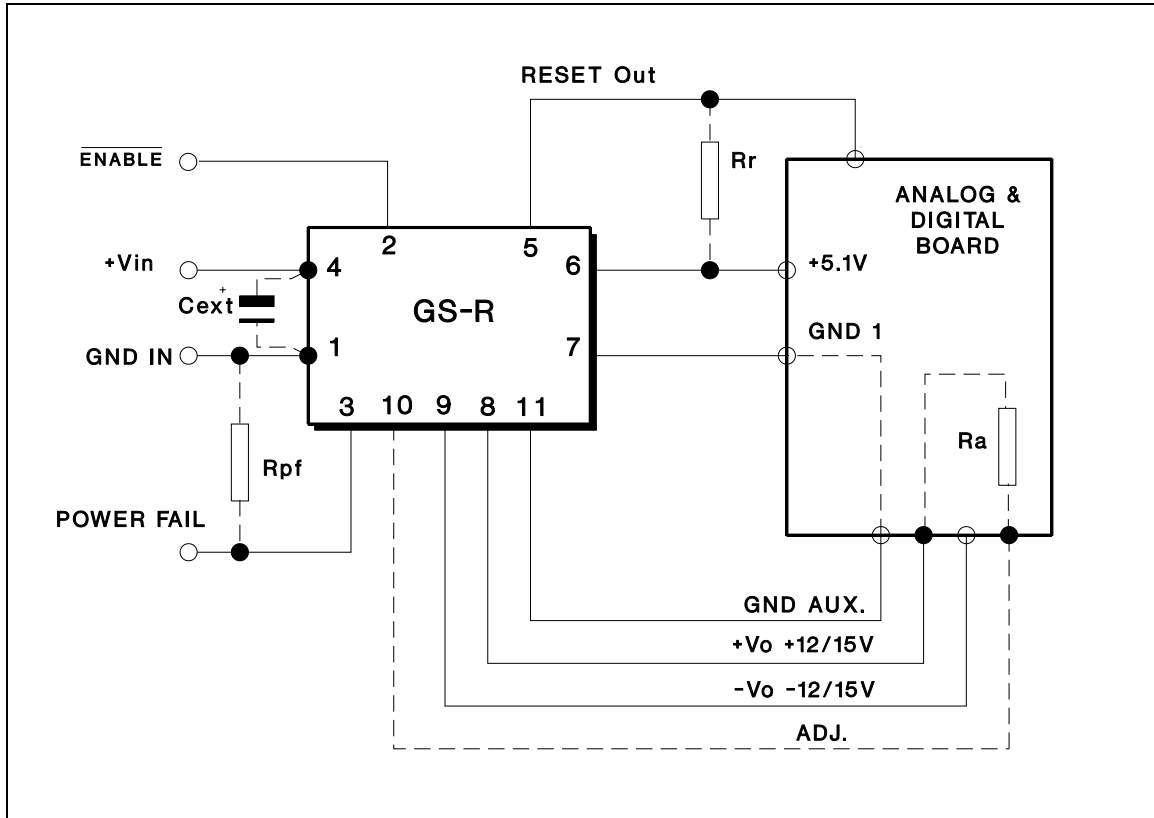 RESET Out
ENABLE
Rr
ANALOG &
DIGITAL
BOARD
2
5
+Vin
4
6
+5.1V
+
Cext
GS-R
GND 1
GND IN
1
7
3 10 9 8 11
Ra
Rpf
POWER FAIL
GND AUX.
+Vo +12/15V
-Vo -12/15V
ADJ.